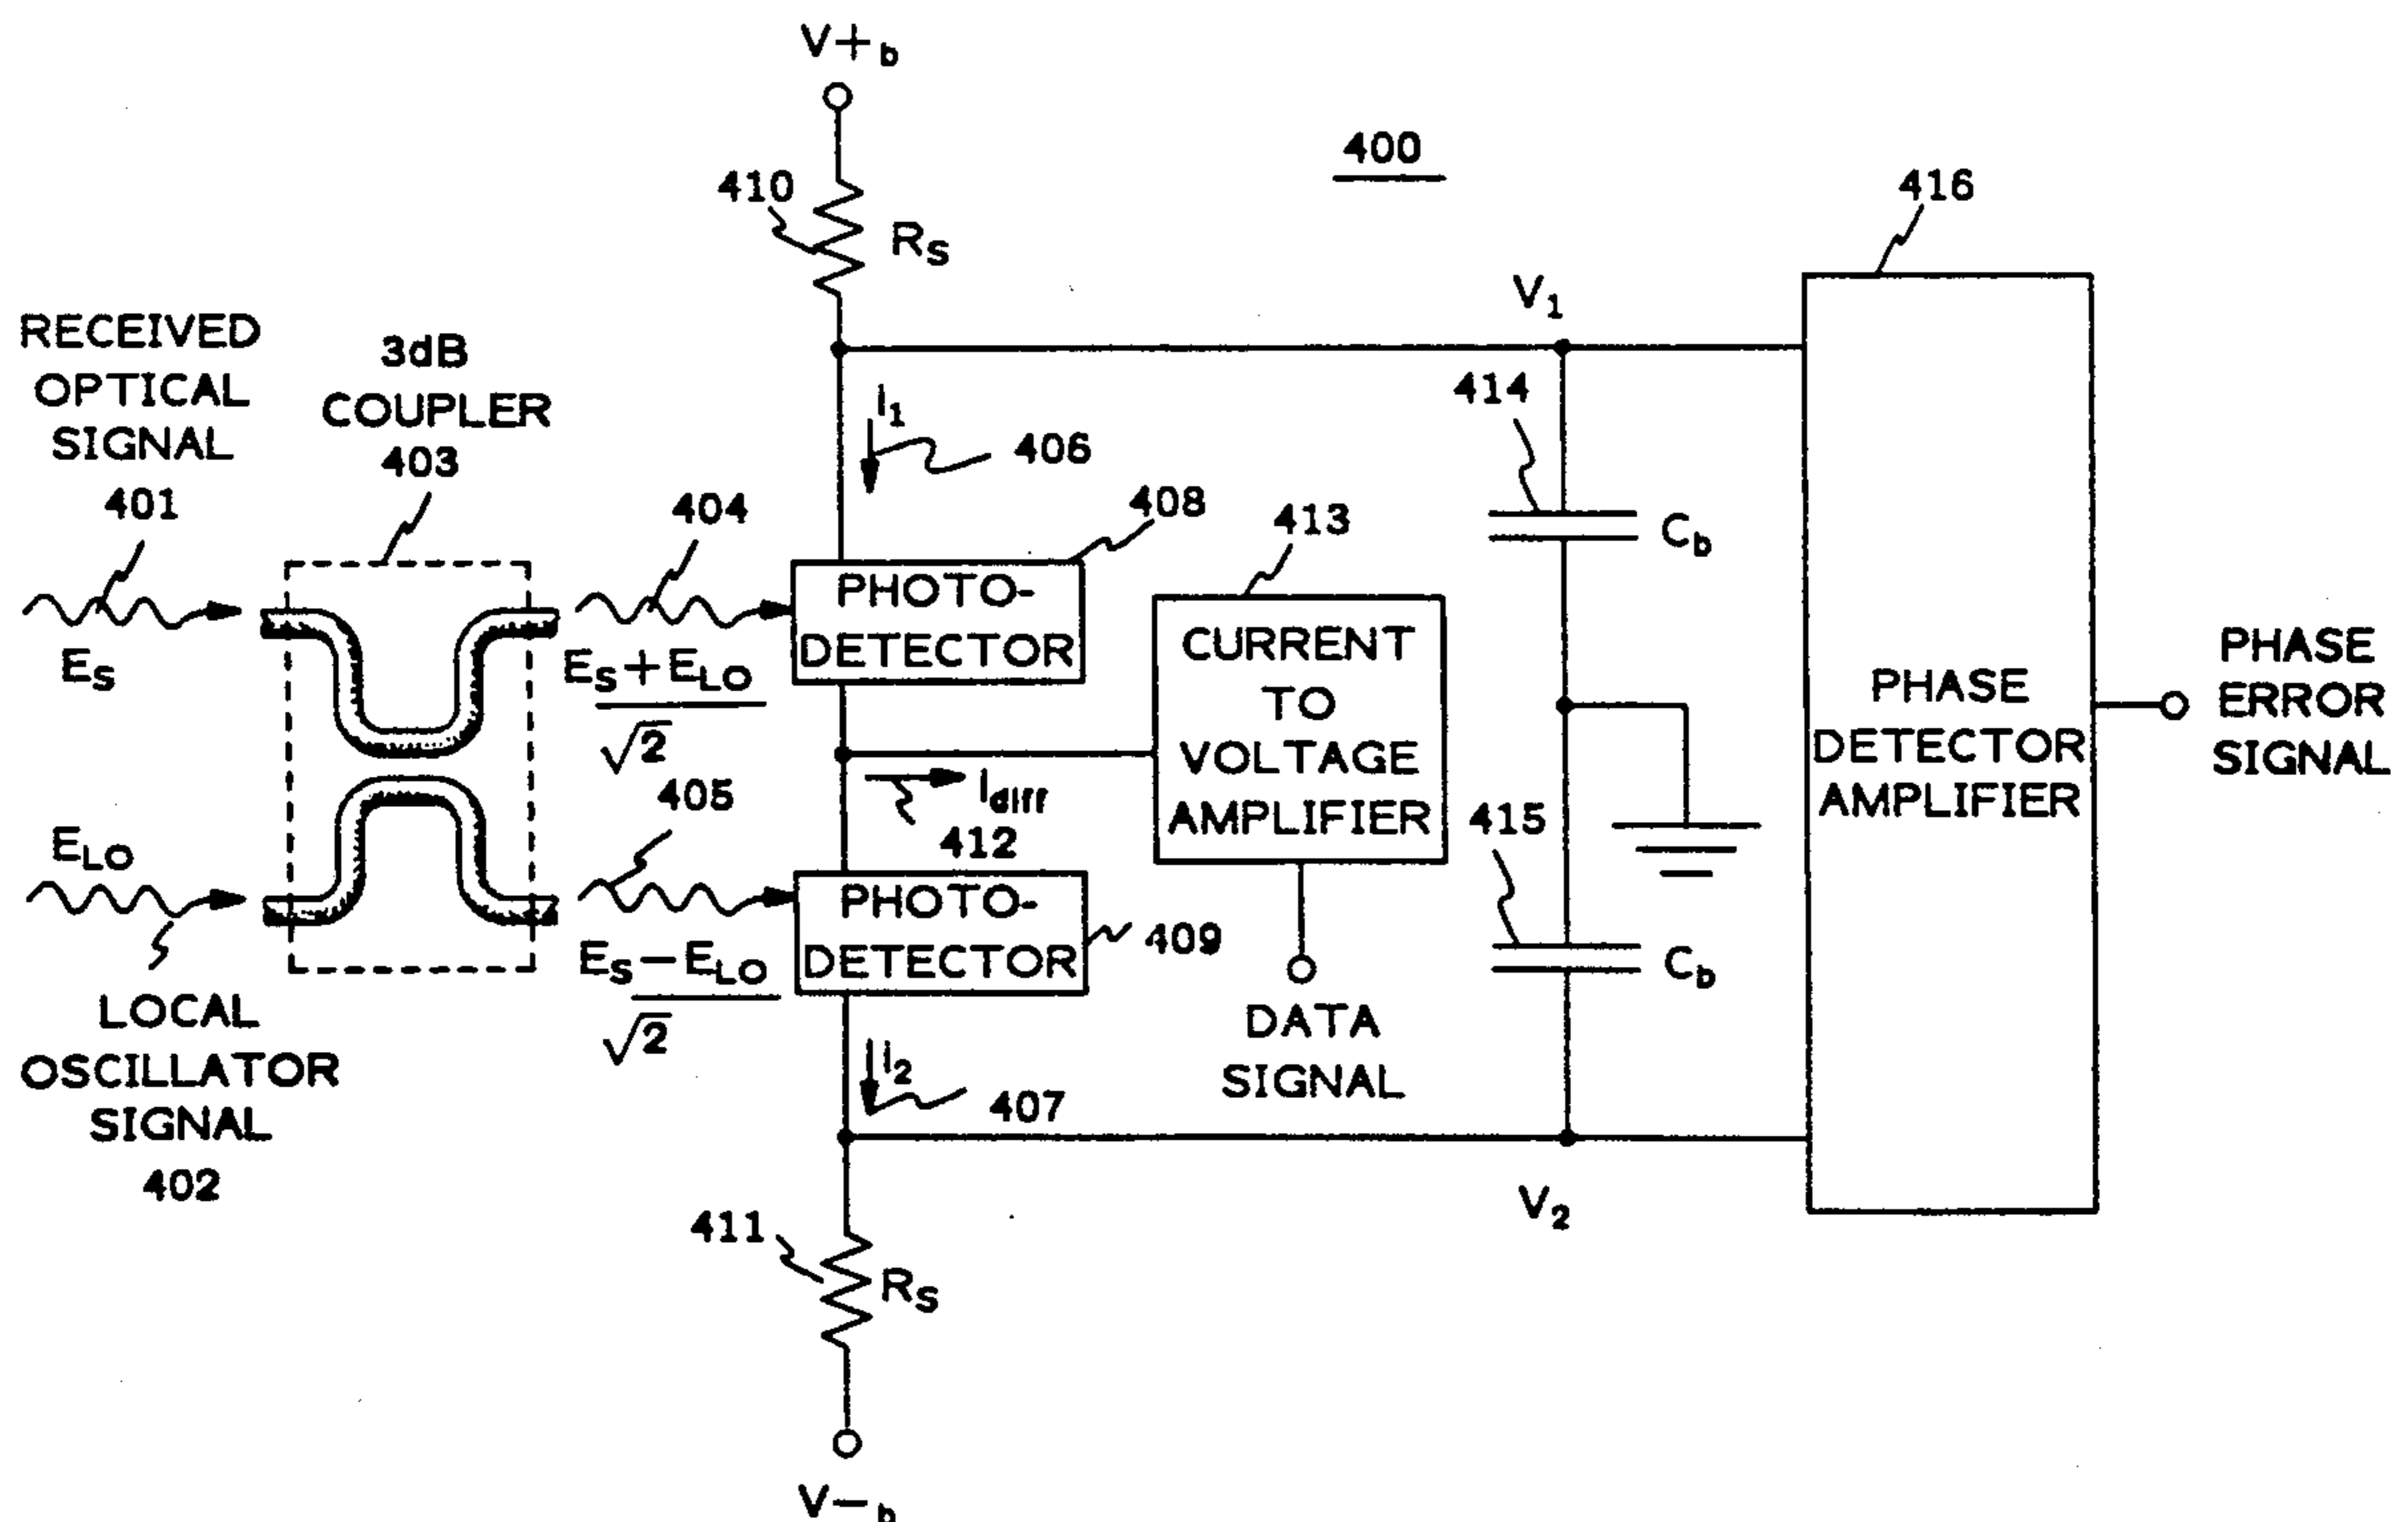 V+b
400
410
RS
416
V1
RECEIVED
OPTICAL
SIGNAL
401
3dB
COUPLER
403
414
I1
406
404
408
413
Cb
PHOTO-
DETECTOR
ES
ES+ELO
√2
CURRENT
TO
VOLTAGE
AMPLIFIER
PHASE
DETECTOR
AMPLIFIER
PHASE
ERROR
SIGNAL
405
Idiff
412
415
ELO
PHOTO-
DETECTOR
409
ES−ELO
√2
Cb
LOCAL
OSCILLATOR
SIGNAL
402
DATA
SIGNAL
I2
407
V2
411
RS
V−b